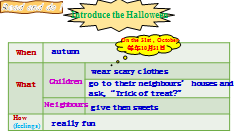 Introduce the Halloween
On the 31st, October
每年10月31日
When autumn
What Children wear scary clothes
go to their neighbours' houses and
ask, "Trick of treat?"
Neighbours give them sweets
How
(feelings) really fun